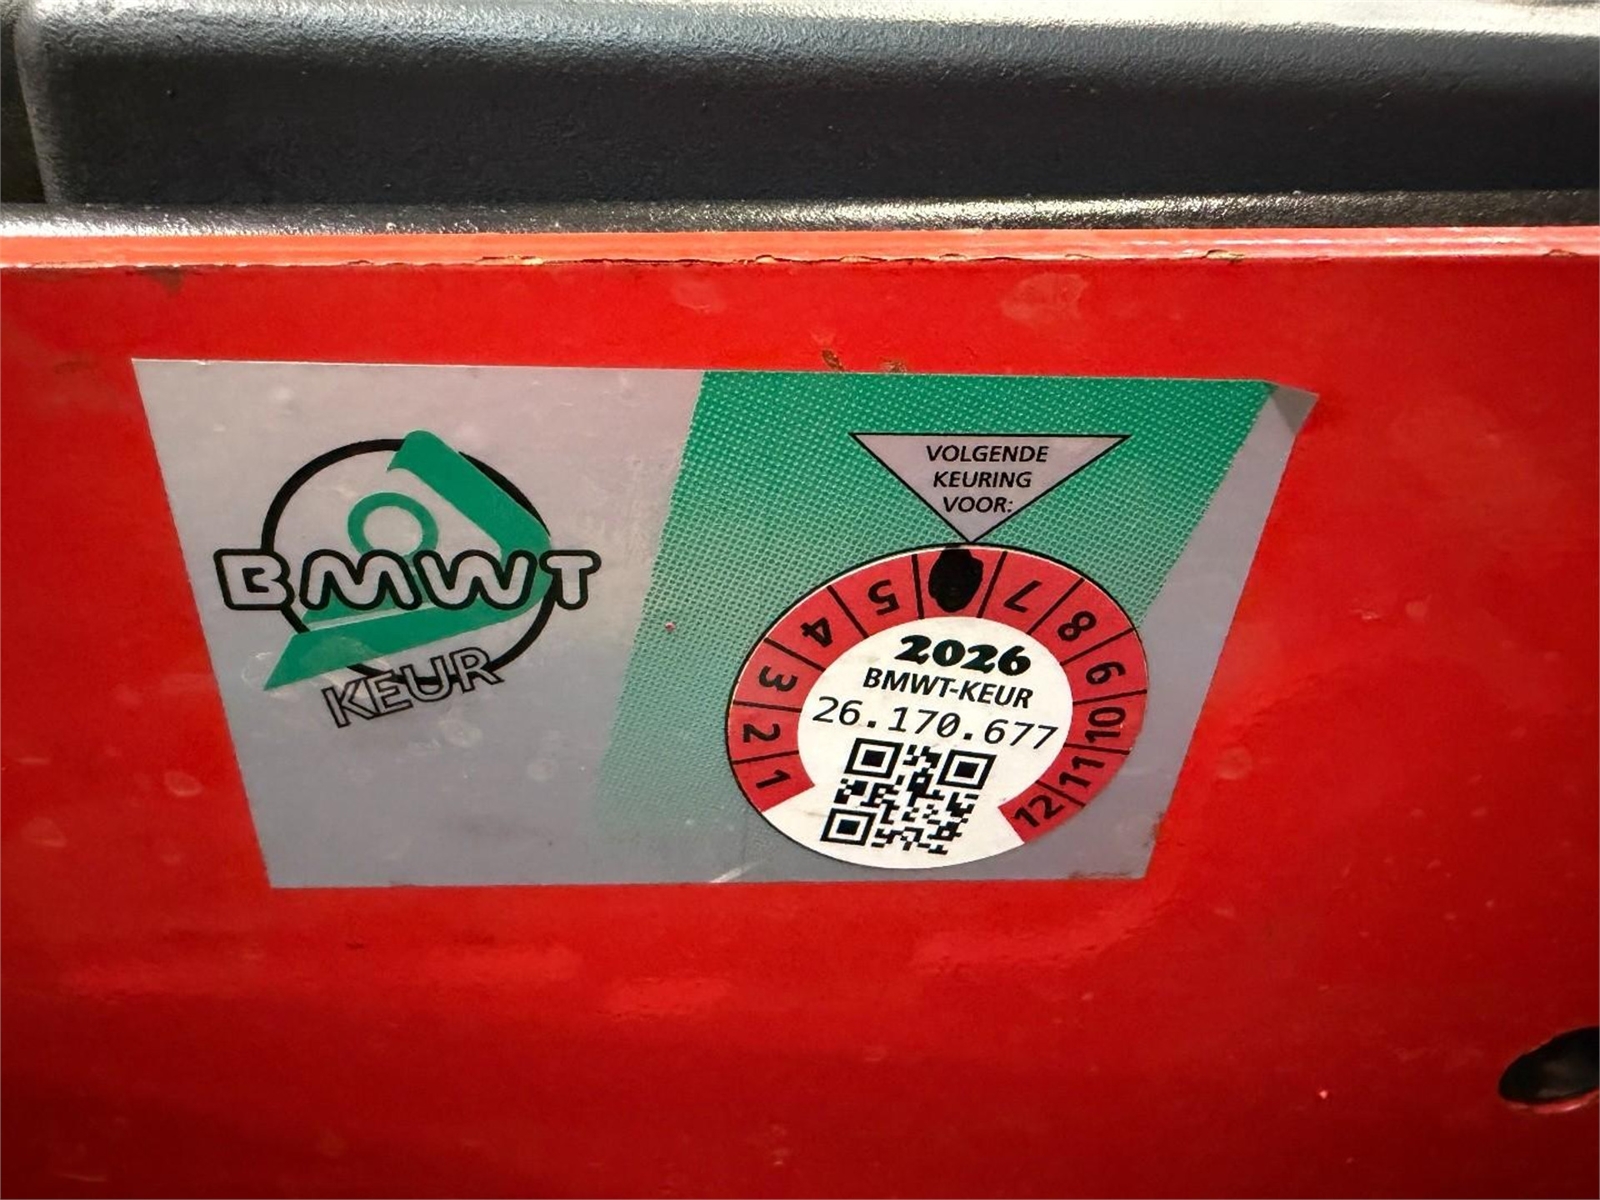 BMWT
KEUR
VOLGENDE
KEURING
VOOR:
1 2 3 4 5 7 8 9 10 11 12
2026
BMWT-KEUR
26.170.677